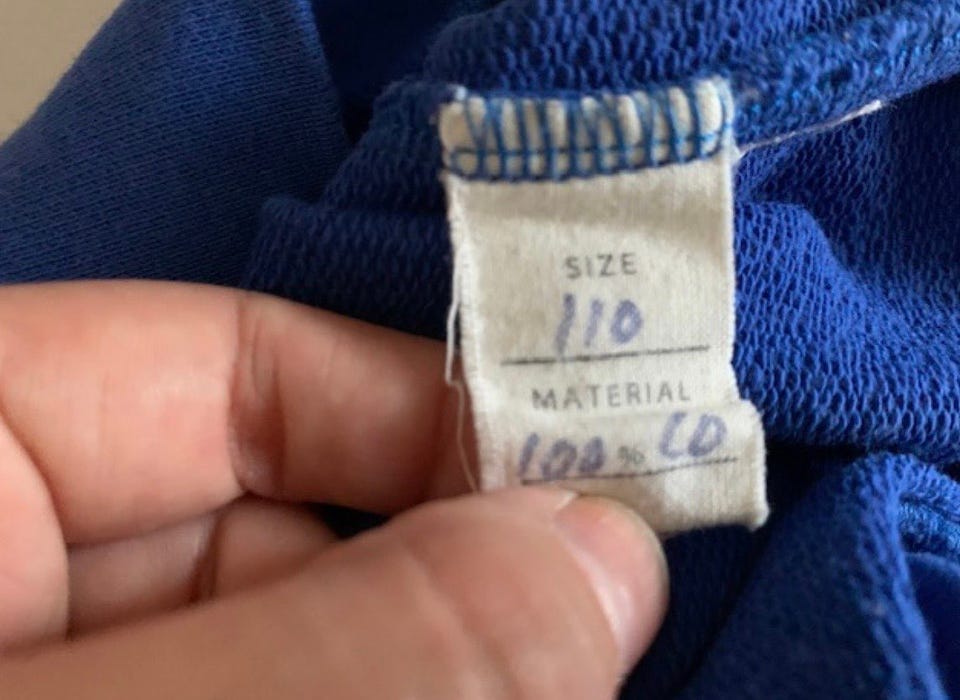 SIZE
110
MATERIAL
100 % CO